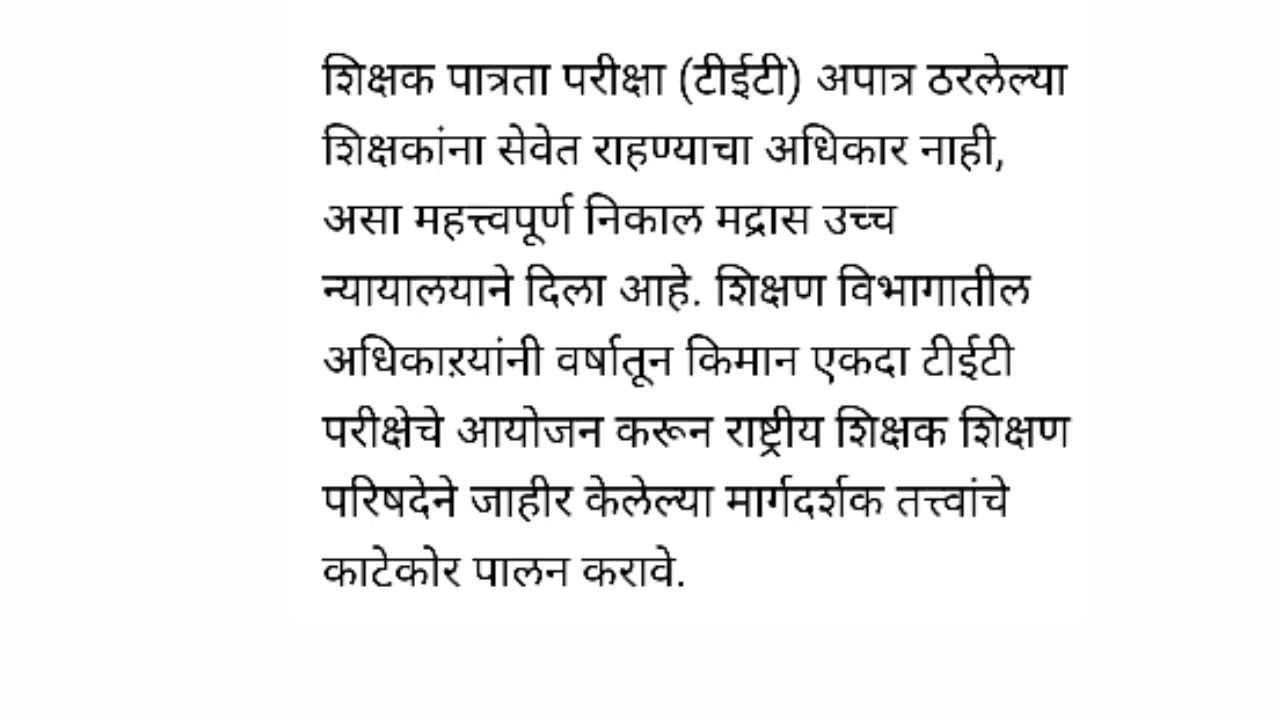 शिक्षक पात्रता परीक्षा (टीईटी) अपात्र ठरलेल्या
शिक्षकांना सेवेत राहण्याचा अधिकार नाही,
असा महत्त्वपूर्ण निकाल मद्रास उच्च
न्यायालयाने दिला आहे. शिक्षण विभागातील
अधिकाऱयांनी वर्षातून किमान एकदा टीईटी
परीक्षेचे आयोजन करून राष्ट्रीय शिक्षक शिक्षण
परिषदेने जाहीर केलेल्या मार्गदर्शक तत्त्वांचे
काटेकोर पालन करावे.